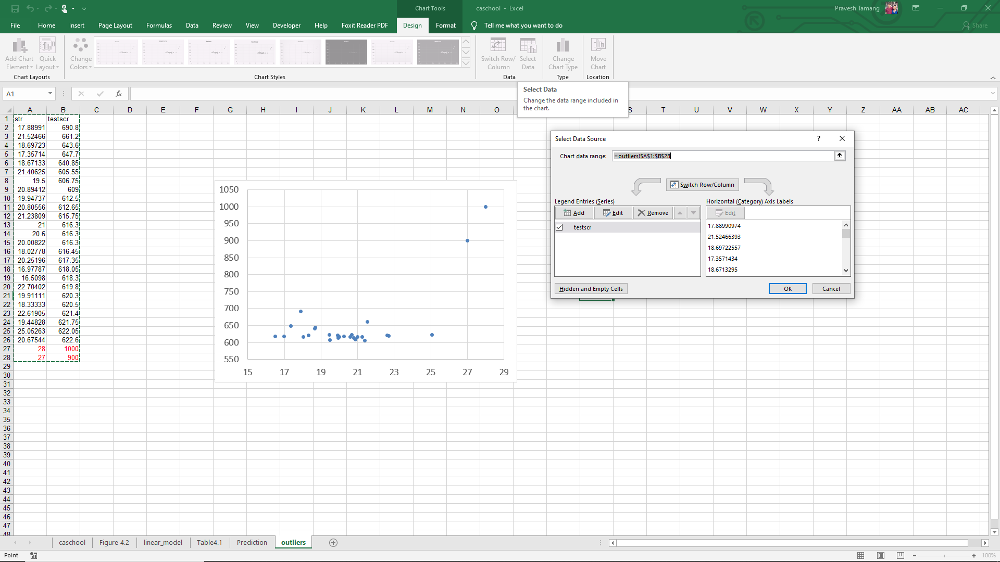 Chart Tools
caschool - Excel
Pravesh Tamang
File Home Insert Page Layout Formulas Data Review View Developer Help Foxit Reader PDF Design Format Tell me what you want to do Share
Add Chart Element Quick Layout
Chart Layouts
Change Colors
Chart Styles
Switch Row/ Column Select Data
Data
Change Chart Type
Type
Move Chart
Location
A1
fx
Select Data
Change the data range included in
the chart.
A B C D E F G H I J K L M N O S T U V W X Y Z AA AB AC
1 str testscr
2 17.88991 690.8
3 21.52466 661.2
4 18.69723 643.6
5 17.35714 647.7
6 18.67133 640.85
7 21.40625 605.55
8 19.5 606.75
9 20.89412 609
10 19.94737 612.5
11 20.80556 612.65
12 21.23809 615.75
13 21 616.3
14 20.6 616.3
15 20.00822 616.3
16 18.02778 616.45
17 20.25196 617.35
18 16.97787 618.05
19 16.5098 618.3
20 22.70402 619.8
21 19.91111 620.3
22 18.33333 620.5
23 22.61905 621.4
24 19.44828 621.75
25 25.05263 622.05
26 20.67544 622.6
27 28 1000
28 27 900
29
30
31
32
33
34
35
36
37
38
39
40
41
42
43
44
45
46
47
48
1050
1000
950
900
850
800
750
700
650
600
550
15 17 19 21 23 25 27 29
Select Data Source ?
Chart data range: =outliers!$A$1:$B$28
Switch Row/Column
Legend Entries (Series)
Add Edit Remove
testscr
Horizontal (Category) Axis Labels
Edit
17.88990974
21.52466393
18.69722557
17.3571434
18.6713295
Hidden and Empty Cells OK Cancel
caschool Figure 4.2 linear_model Table4.1 Prediction outliers
Point 100%